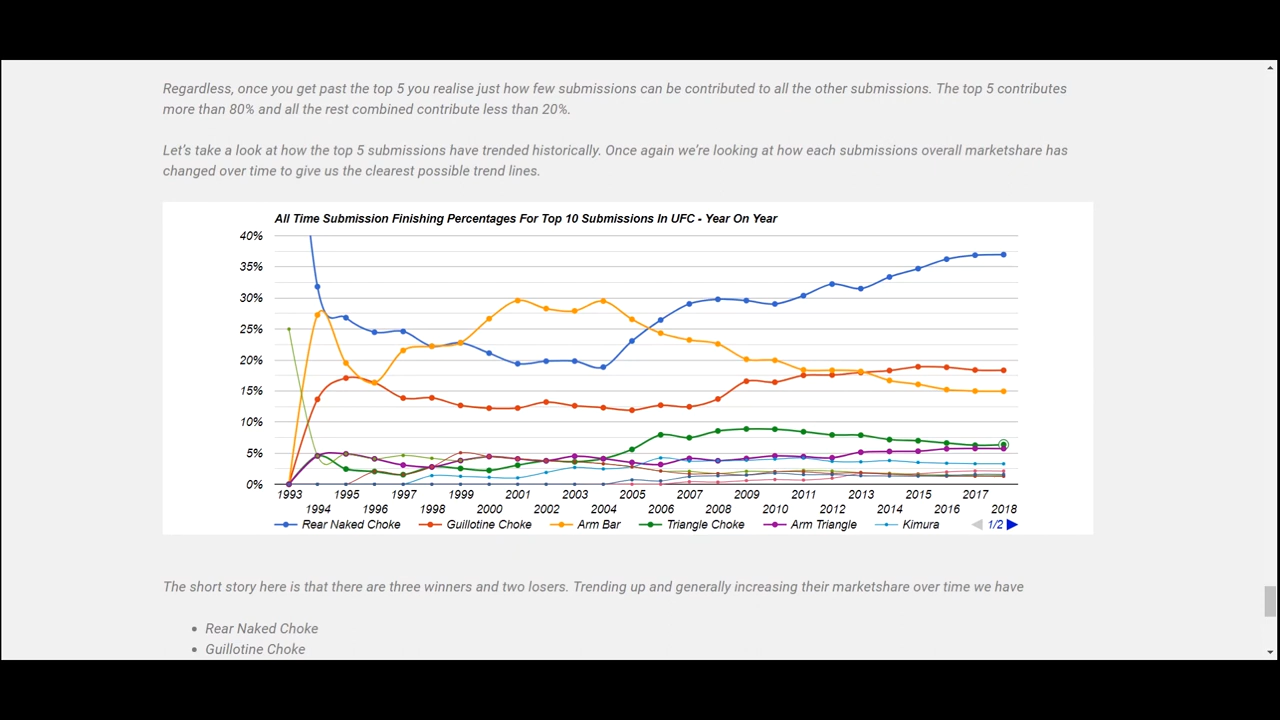 Regardless, once you get past the top 5 you realise just how few submissions can be contributed to all the other submissions. The top 5 contributes
more than 80% and all the rest combined contribute less than 20%.
Let's take a look at how the top 5 submissions have trended historically. Once again we're looking at how each submissions overall marketshare has
changed over time to give us the clearest possible trend lines.
All Time Submission Finishing Percentages For Top 10 Submissions In UFC - Year On Year
40%
35%
30%
25%
20%
15%
10%
5%
0%
1993 1995 1997 1999 2001 2003 2005 2007 2009 2011 2013 2015 2017
1994 1996 1998 2000 2002 2004 2006 2008 2010 2012 2014 2016 2018
Rear Naked Choke Guillotine Choke Arm Bar Triangle Choke Arm Triangle Kimura 1/2
The short story here is that there are three winners and two losers. Trending up and generally increasing their marketshare over time we have
• Rear Naked Choke
• Guillotine Choke